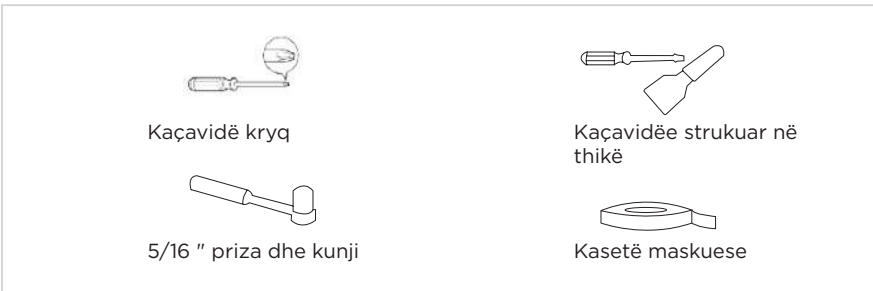 Kaçavidë kryq
Kaçavidëe strukuar në
thikë
5/16 " priza dhe kunji
Kasetë maskuese